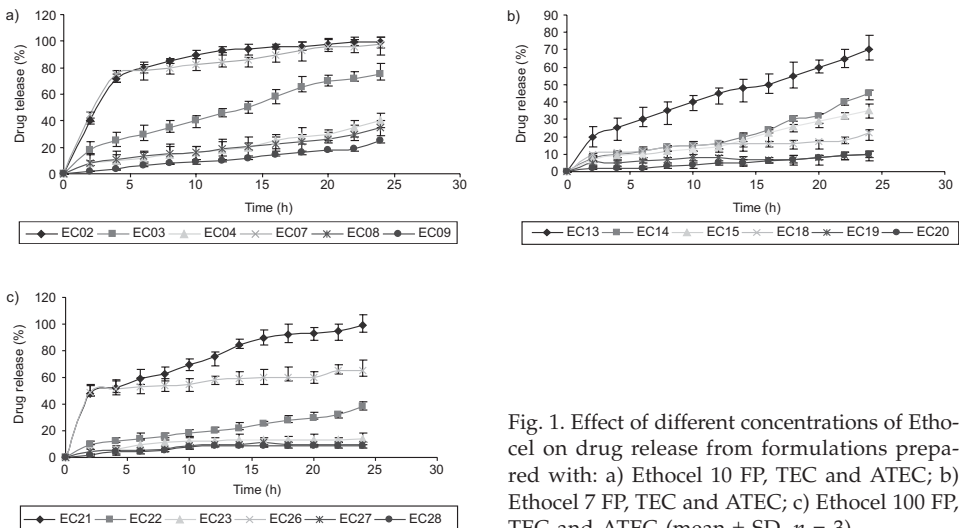 a)
120
100
80
60
40
20
0
Drug release (%)
0 5 10 15 20 25 30
Time (h)
EC02 EC03 EC04 EC07 EC08 EC09
b)
90
80
70
60
50
40
30
20
10
0
Drug release (%)
0 5 10 15 20 25 30
Time (h)
EC13 EC14 EC15 EC18 EC19 EC20
c)
120
100
80
60
40
20
0
Drug release (%)
0 5 10 15 20 25 30
Time (h)
EC21 EC22 EC23 EC26 EC27 EC28
Fig. 1. Effect of different concentrations of Etho-
cel on drug release from formulations prepa-
red with: a) Ethocel 10 FP, TEC and ATEC; b)
Ethocel 7 FP, TEC and ATEC; c) Ethocel 100 FP,
TEC and ATEC (mean ± SD, n = 3)